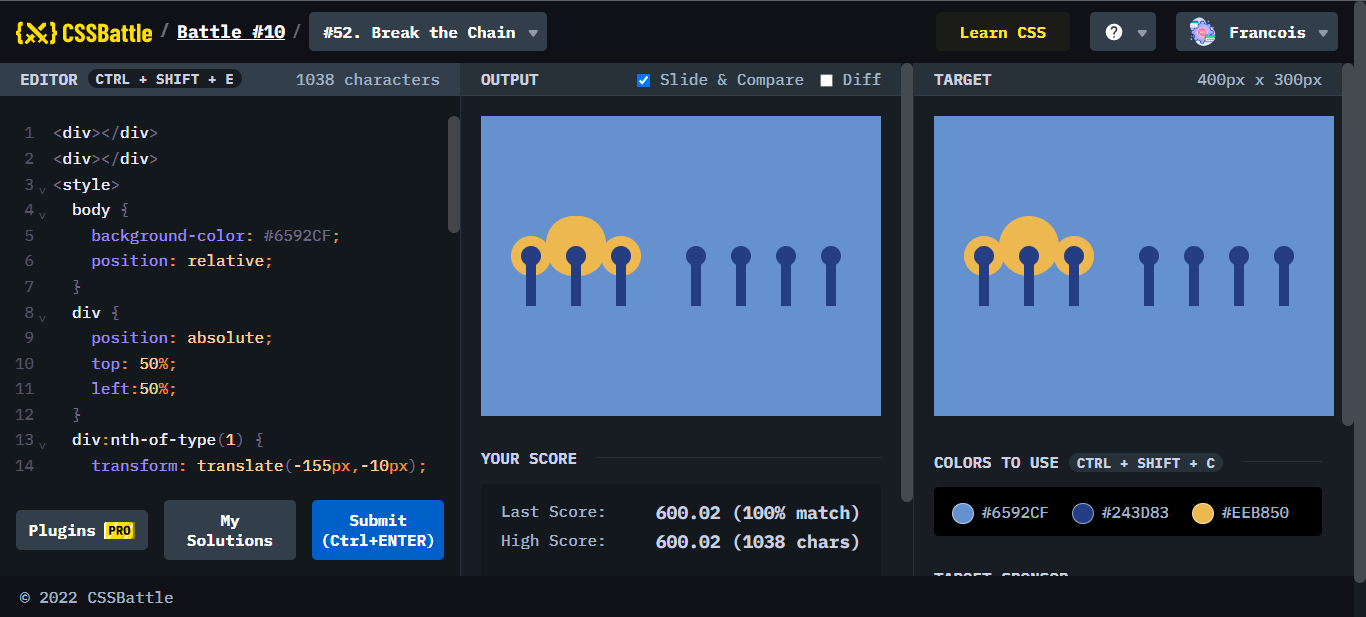 CSSBattle / Battle #10 / #52. Break the Chain
Learn CSS
? Francois
EDITOR CTRL + SHIFT + E 1038 characters
1 <div></div>
2 <div></div>
3 <style>
4 body {
5 background-color: #6592CF;
6 position: relative;
7 }
8 div {
9 position: absolute;
10 top: 50%;
11 left:50%;
12 }
13 div:nth-of-type(1) {
14 transform: translate(-155px,-10px);
Plugins PRO
My Solutions
Submit
(Ctrl+ENTER)
OUTPUT Slide & Compare Diff
YOUR SCORE
Last Score: 600.02 (100% match)
High Score: 600.02 (1038 chars)
TARGET 400px x 300px
COLORS TO USE CTRL + SHIFT + C
#6592CF #243D83 #EEB850
TARGET SPONSOR
© 2022 CSSBattle